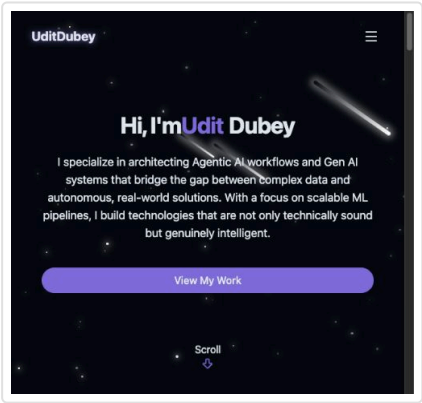 UditDubey
Hi, I'mUdit Dubey
I specialize in architecting Agentic AI workflows and Gen AI
systems that bridge the gap between complex data and
autonomous, real-world solutions. With a focus on scalable ML
pipelines, I build technologies that are not only technically sound
but genuinely intelligent.
View My Work
Scroll